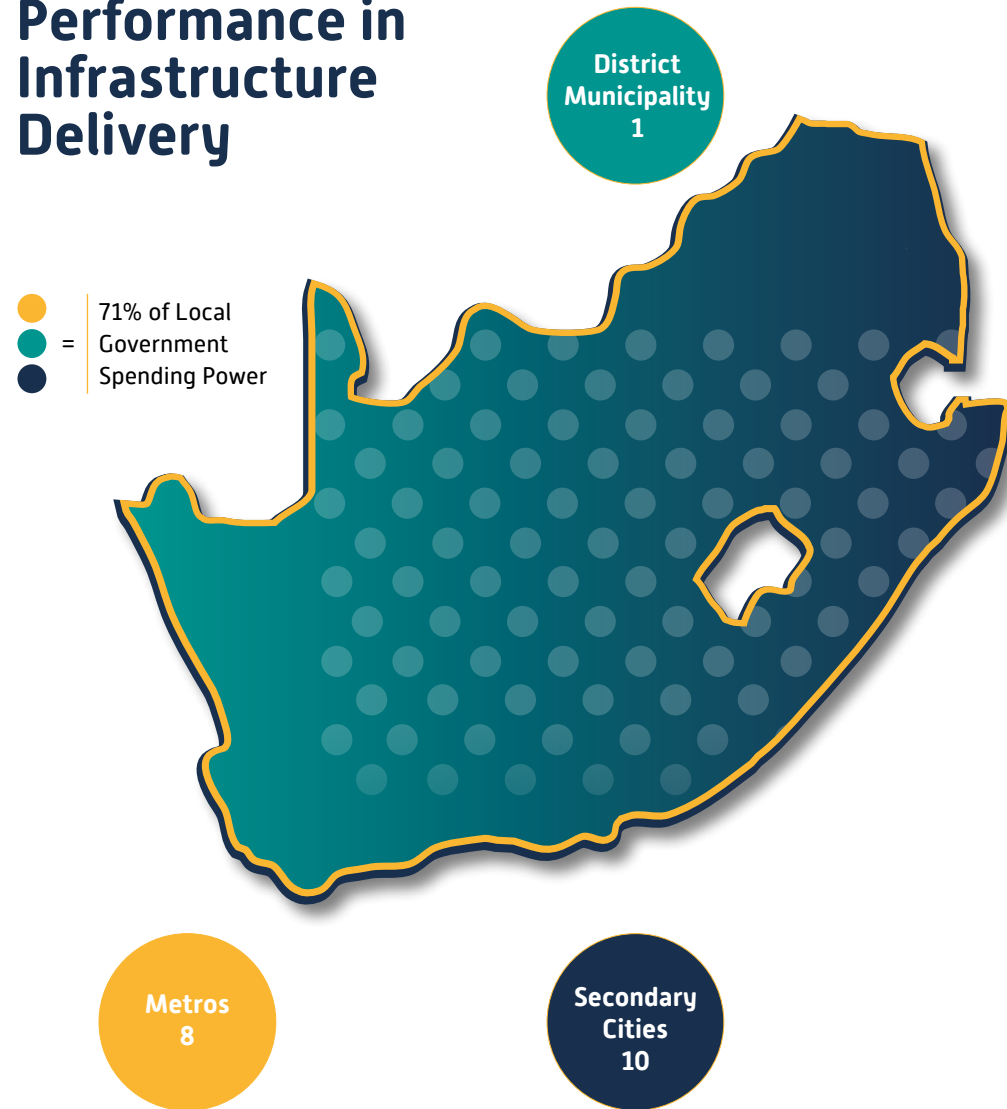 Performance in
Infrastructure
Delivery
District
Municipality
1
71% of Local
=
Government
Spending Power
Metros
8
Secondary
Cities
10